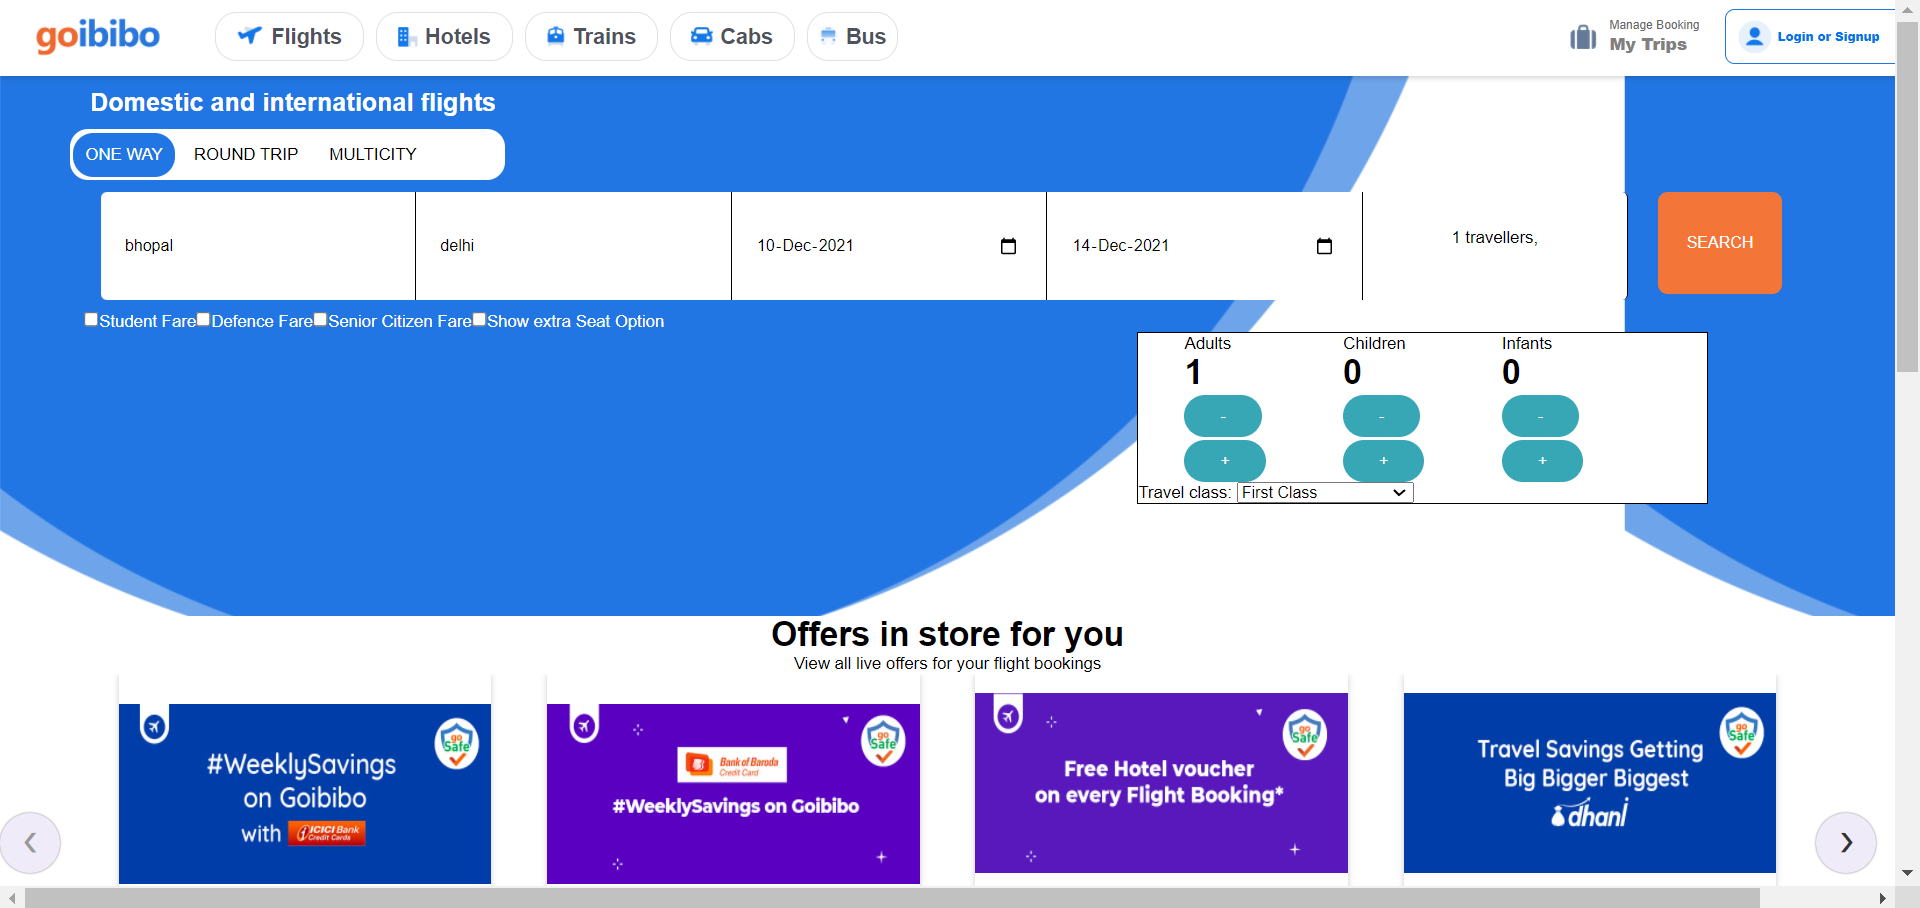 goibibo
Flights
Hotels
Trains
Cabs
Bus
Manage Booking
My Trips
Login or Signup
Domestic and international flights
ONE WAY ROUND TRIP MULTICITY
bhopal
delhi
10-Dec-2021
14-Dec-2021
1 travellers,
SEARCH
Student Fare Defence Fare Senior Citizen Fare Show extra Seat Option
Adults Children Infants
1 0 0
- - -
+ + +
Travel class: First Class
Offers in store for you
View all live offers for your flight bookings
go
Safe
#WeeklySavings
on Goibibo
with ICICI Bank
Credit Cards
go
Safe
Bank of Baroda
Credit Card
#WeeklySavings on Goibibo
go
Safe
Free Hotel voucher
on every Flight Booking*
go
Safe
Travel Savings Getting
Big Bigger Biggest
dhani